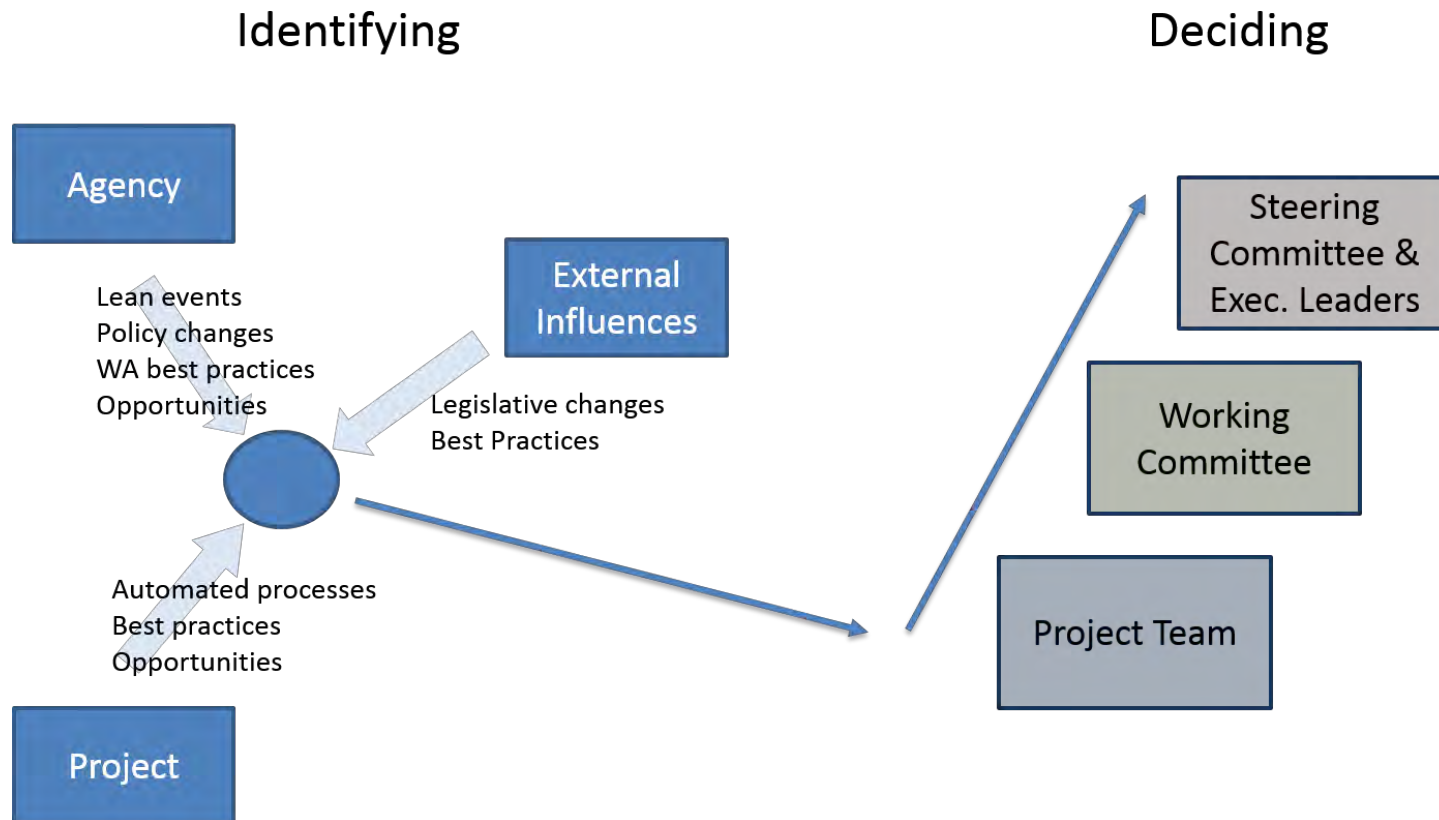 Identifying
Deciding
Agency
Lean events
Policy changes
WA best practices
Opportunities
External
Influences
Legislative changes
Best Practices
Automated processes
Best practices
Opportunities
Project
Steering
Committee &
Exec. Leaders
Working
Committee
Project Team